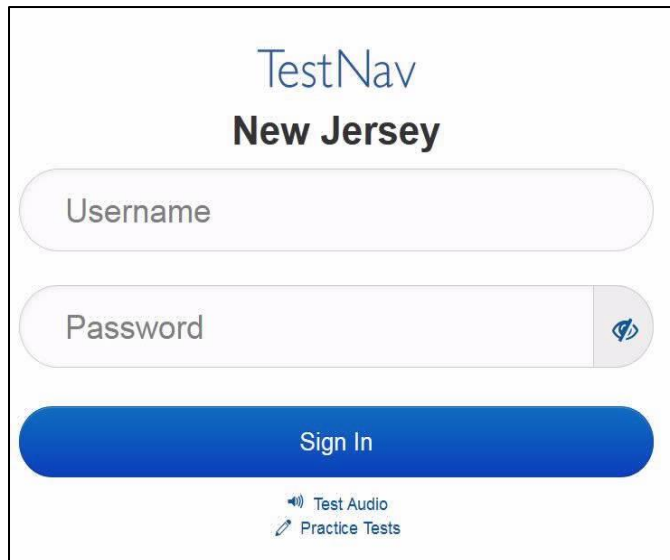 TestNav
New Jersey
Username
Password
Sign In
Test Audio
Practice Tests